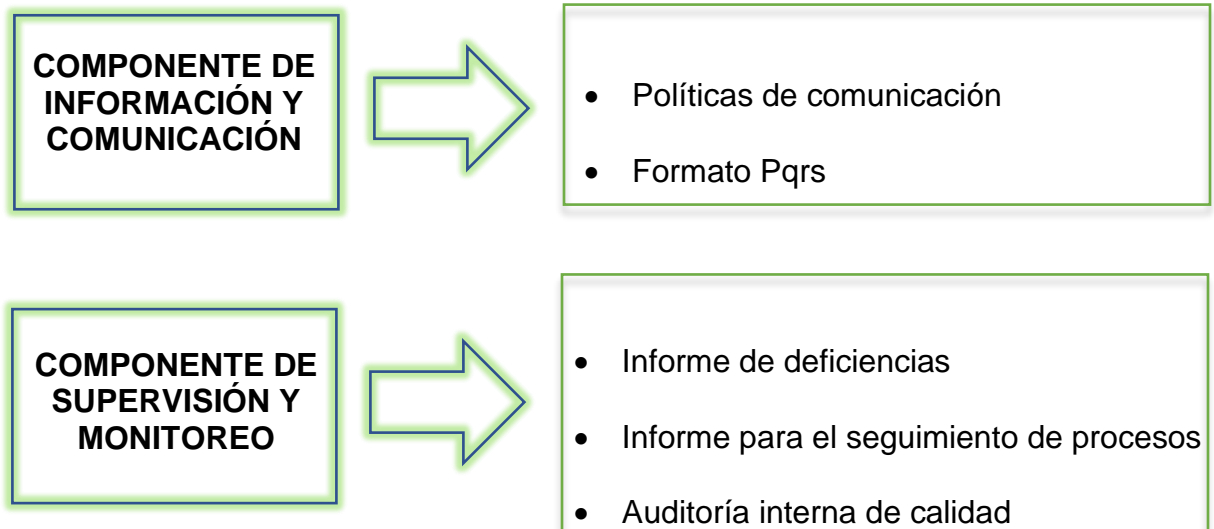 COMPONENTE DE
INFORMACIÓN Y
COMUNICACIÓN
• Políticas de comunicación
• Formato Pqrs
COMPONENTE DE
SUPERVISIÓN Y
MONITOREO
• Informe de deficiencias
• Informe para el seguimiento de procesos
• Auditoría interna de calidad